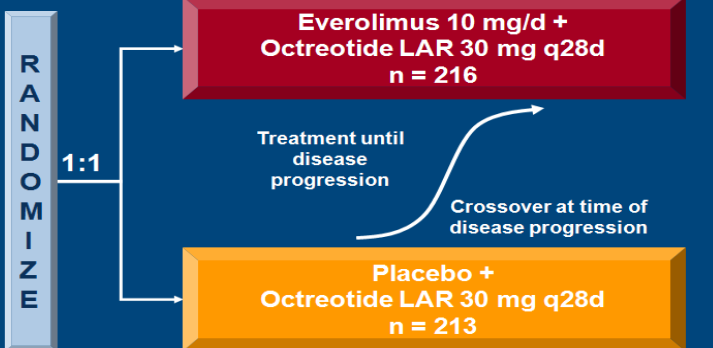 RANDOMIZE
1:1
Everolimus 10 mg/d +
Octreotide LAR 30 mg q28d
n = 216
Treatment until
disease
progression
Crossover at time of
disease progression
Placebo +
Octreotide LAR 30 mg q28d
n = 213